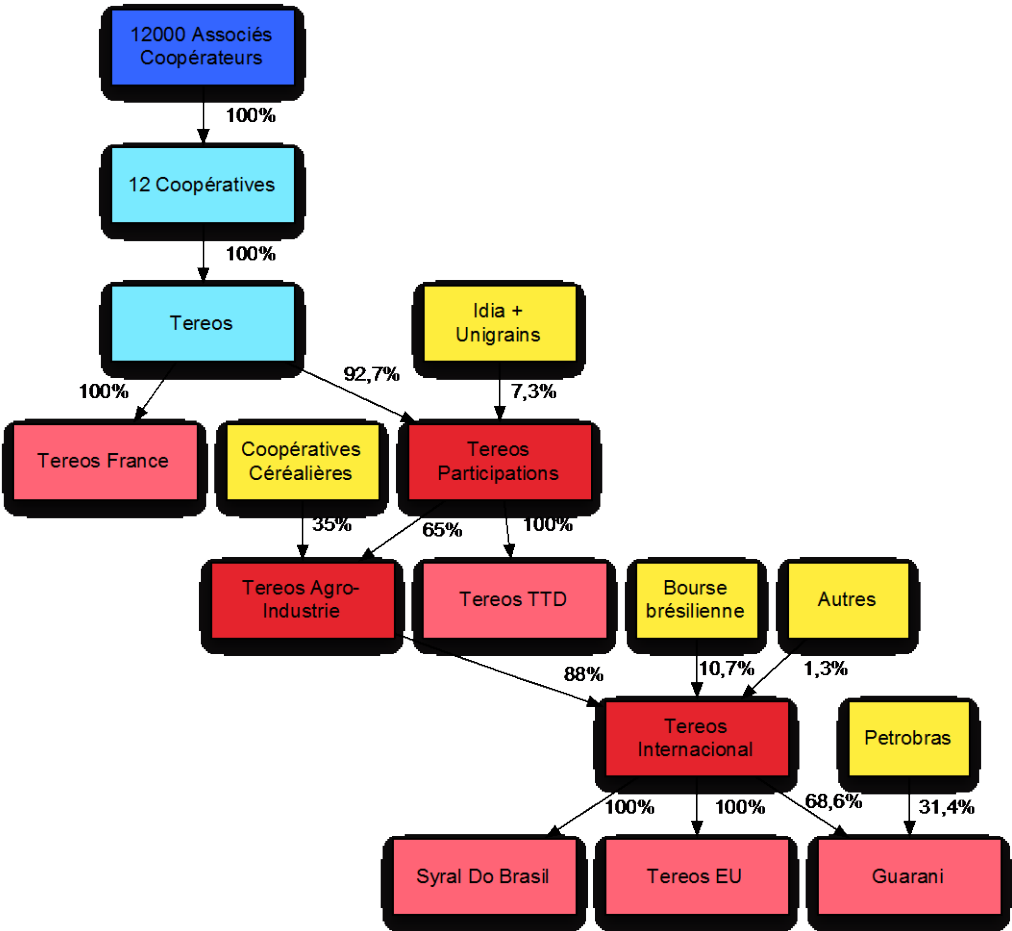 12000 Associés
Coopérateurs
100%
12 Coopératives
100%
Tereos
Idia +
Unigrains
100%
92,7%
7,3%
Tereos France
Coopératives
Céréalières
Tereos
Participations
35%
65%
100%
Tereos Agro-
Industrie
Tereos TTD
Bourse
brésilienne
Autres
88%
10,7%
1,3%
Tereos
Internacional
Petrobras
100%
100%
68,6%
31,4%
Syral Do Brasil
Tereos EU
Guarani